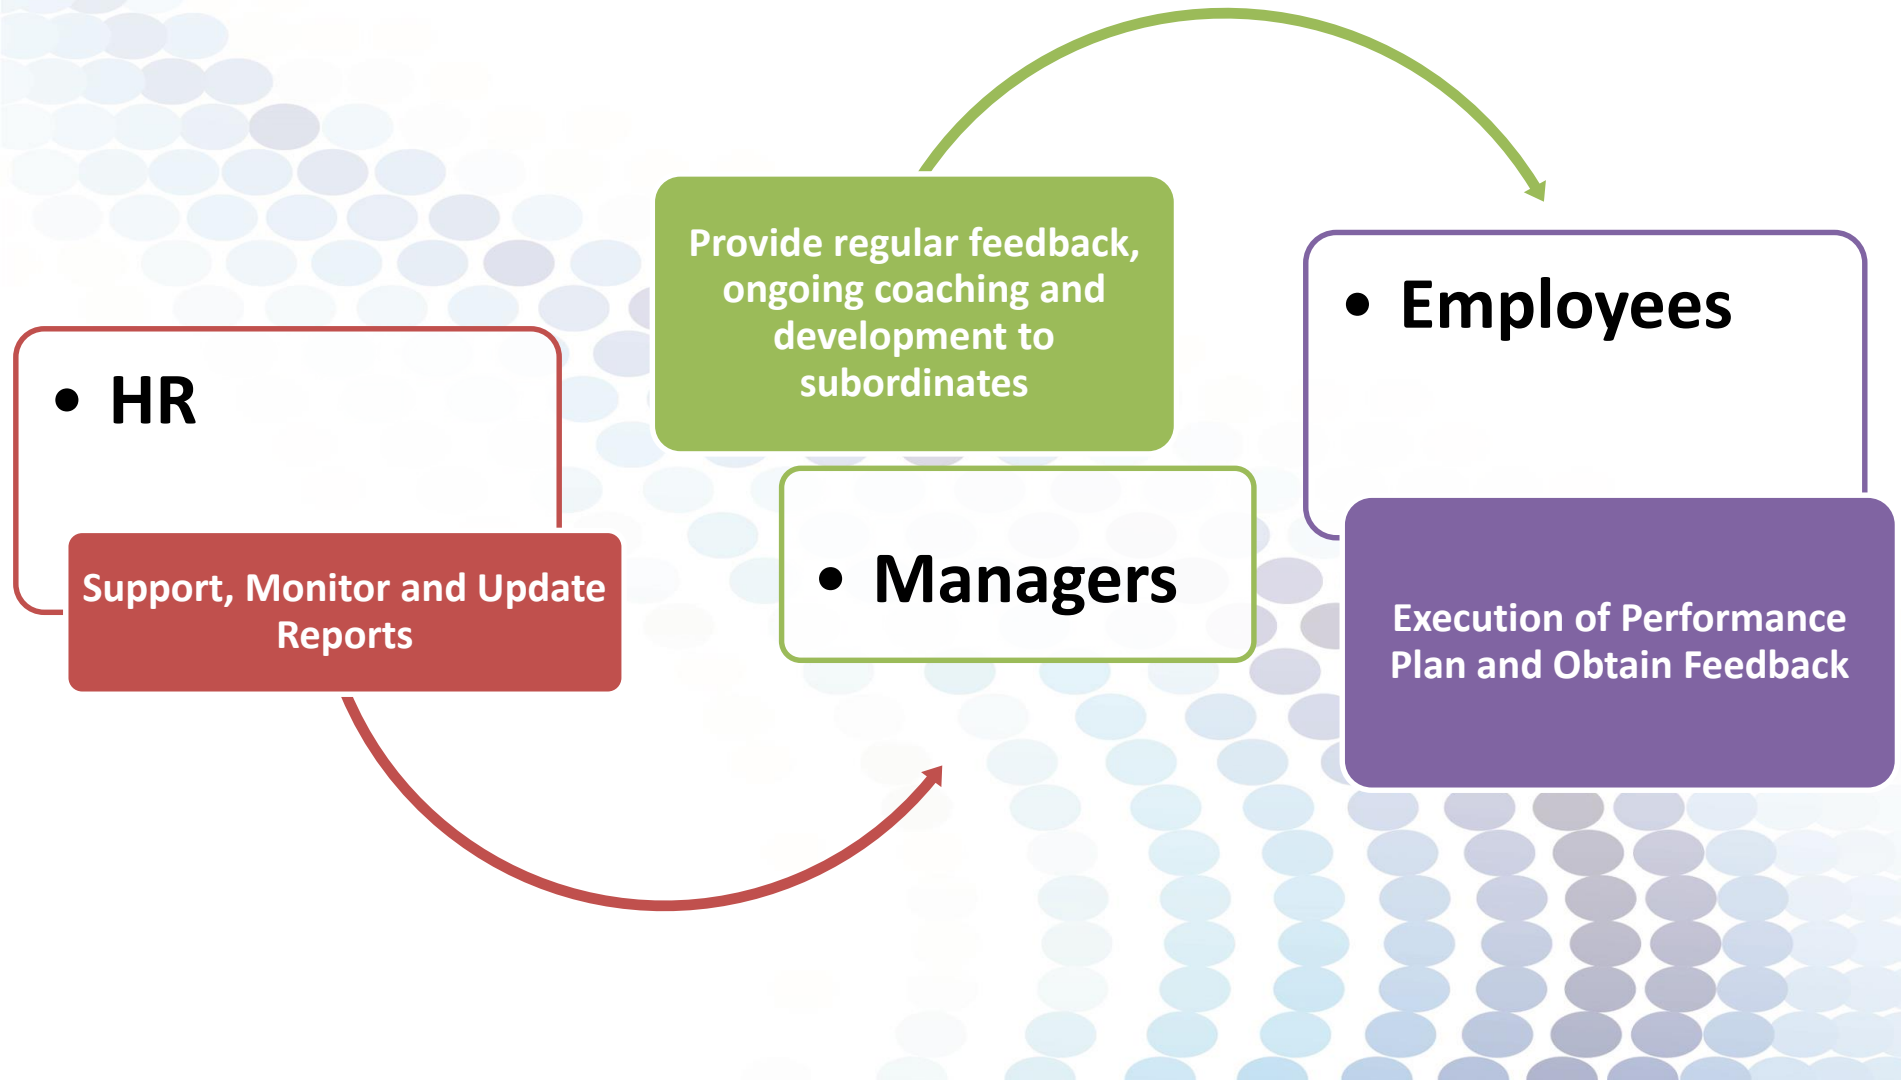 • HR
Support, Monitor and Update
Reports
Provide regular feedback,
ongoing coaching and
development to
subordinates
• Managers
• Employees
Execution of Performance
Plan and Obtain Feedback